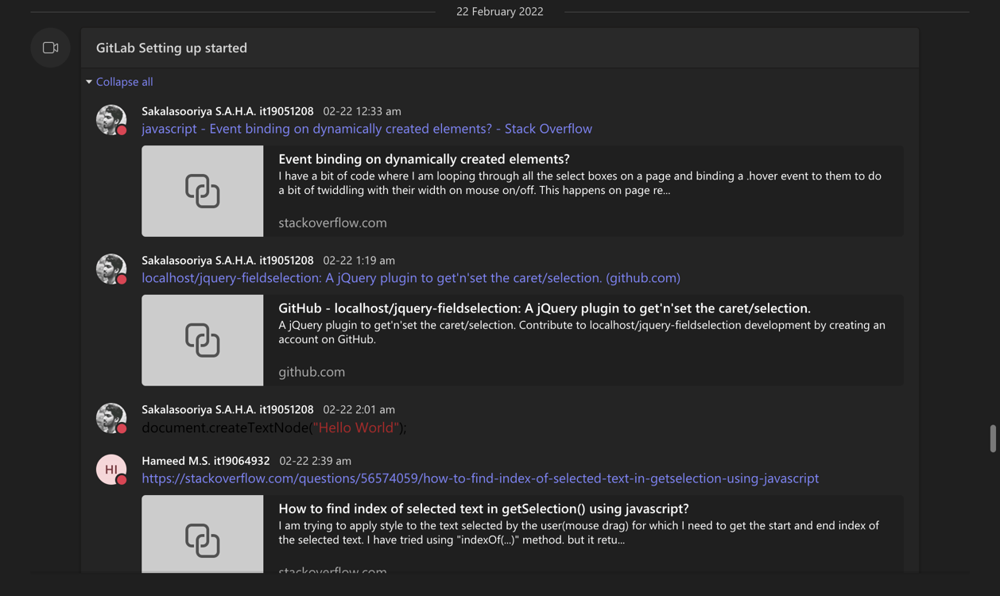 22 February 2022
GitLab Setting up started
Collapse all
Sakalasooriya S.A.H.A. it19051208 02-22 12:33 am
javascript - Event binding on dynamically created elements? - Stack Overflow
Event binding on dynamically created elements?
I have a bit of code where I am looping through all the select boxes on a page and binding a .hover event to them to do
a bit of twiddling with their width on mouse on/off. This happens on page re...
stackoverflow.com
Sakalasooriya S.A.H.A. it19051208 02-22 1:19 am
localhost/jquery-fieldselection: A jQuery plugin to get'n'set the caret/selection. (github.com)
GitHub - localhost/jquery-fieldselection: A jQuery plugin to get'n'set the caret/selection.
A jQuery plugin to get'n'set the caret/selection. Contribute to localhost/jquery-fieldselection development by creating an
account on GitHub.
github.com
Sakalasooriya S.A.H.A. it19051208 02-22 2:01 am
document.createTextNode("Hello World");
HI
Hameed M.S. it19064932 02-22 2:39 am
https://stackoverflow.com/questions/56574059/how-to-find-index-of-selected-text-in-getselection-using-javascript
How to find index of selected text in getSelection() using javascript?
I am trying to apply style to the text selected by the user(mouse drag) for which I need to get the start and end index of
the selected text. I have tried using "indexOf(...)" method. but it retu...
stackoverflow.com